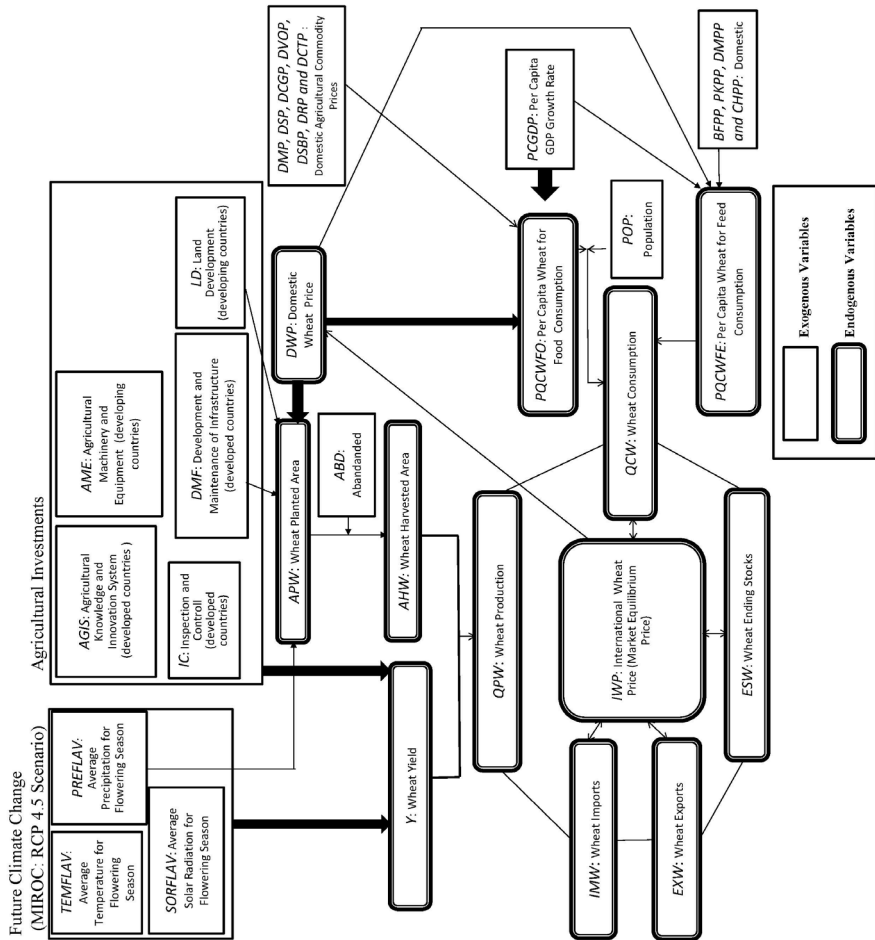 Future Climate Change
(MIROC: RCP 4.5 Scenario)
TEMFLAV: Average
Temperature for
Flowering
Season
PREFLAV:
Average
Precipitation for
Flowering Season
SORFLAV: Average
Solar Radiation for
Flowering Season
Agricultural Investments
AGIS: Agricultural
Knowledge and
Innovation System
(developed countries )
AME: Agricultural
Machinery and
Equipment (developing
countries)
IC: Inspection and
Controll
(developed
countries)
DMF: Development and
Maintenance of Infrastructure
(developed countries)
LD: Land
Development
(developing
countries)
DMP, DSP, DCGP, DVOP,
DSBP, DRP and DCTP :
Domestic Agricultural Commodity
Prices
DWP: Domestic
Wheat Price
APW: Wheat Planted Area
ABD:
Abandanded
AHW: Wheat Harvested Area
Y: Wheat Yield
PCGDP: Per Capita
GDP Growth Rate
BFPP, PKPP, DMPP
and CHPP: Domestic
PQCWFO: Per Capita Wheat for
Food Consumption
POP:
Population
PQCWFE: Per Capita Wheat for Feed
Consumption
QPW: Wheat Production
QCW: Wheat Consumption
IWP: International Wheat
Price (Market Equilibrium
Price)
IMW: Wheat Imports
EXW: Wheat Exports
ESW: Wheat Ending Stocks
Exogenous Variables
Endogenous Variables